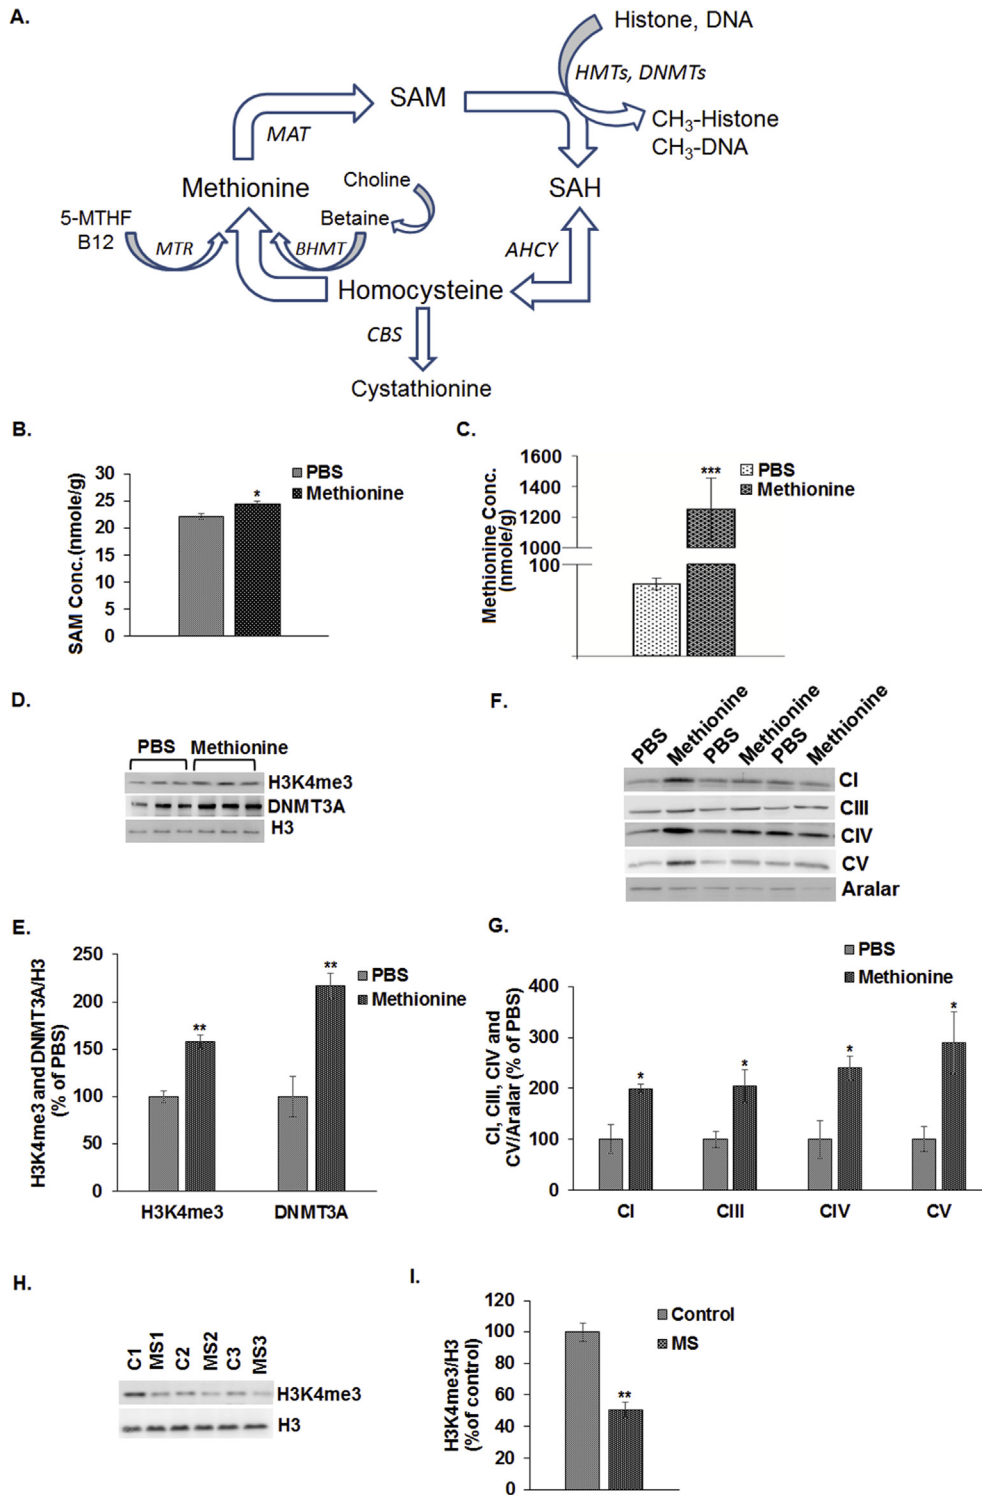 A.
Histone, DNA
HMTs, DNMTs
SAM
CH3-Histone
CH3-DNA
MAT
Methionine
Choline
SAH
5-MTHF
B12
Betaine
MTR
BHMT
AHCY
Homocysteine
CBS
Cystathionine
B.
SAM Conc.(nmole/g)
30
25
20
15
10
5
0
*
PBS
Methionine
C.
Methionine Conc.
(nmole/g)
1600
1400
1200
1000
100
***
PBS
Methionine
D.
PBS Methionine
H3K4me3
DNMT3A
H3
F.
PBS
Methionine
PBS
Methionine
PBS
Methionine
CI
CIII
CIV
CV
Aralar
E.
H3K4me3 and DNMT3A/H3
(% of PBS)
250
200
150
100
50
0
**
**
PBS
Methionine
H3K4me3 DNMT3A
G.
PBS
Methionine
CI, CIII, CIV and
CV/Aralar (% of PBS)
400
300
200
100
0
*
*
*
*
CI CIII CIV CV
H.
C1
MS1
C2
MS2
C3
MS3
H3K4me3
H3
I.
H3K4me3/H3
(%of control)
120
100
80
60
40
20
0
**
Control
MS